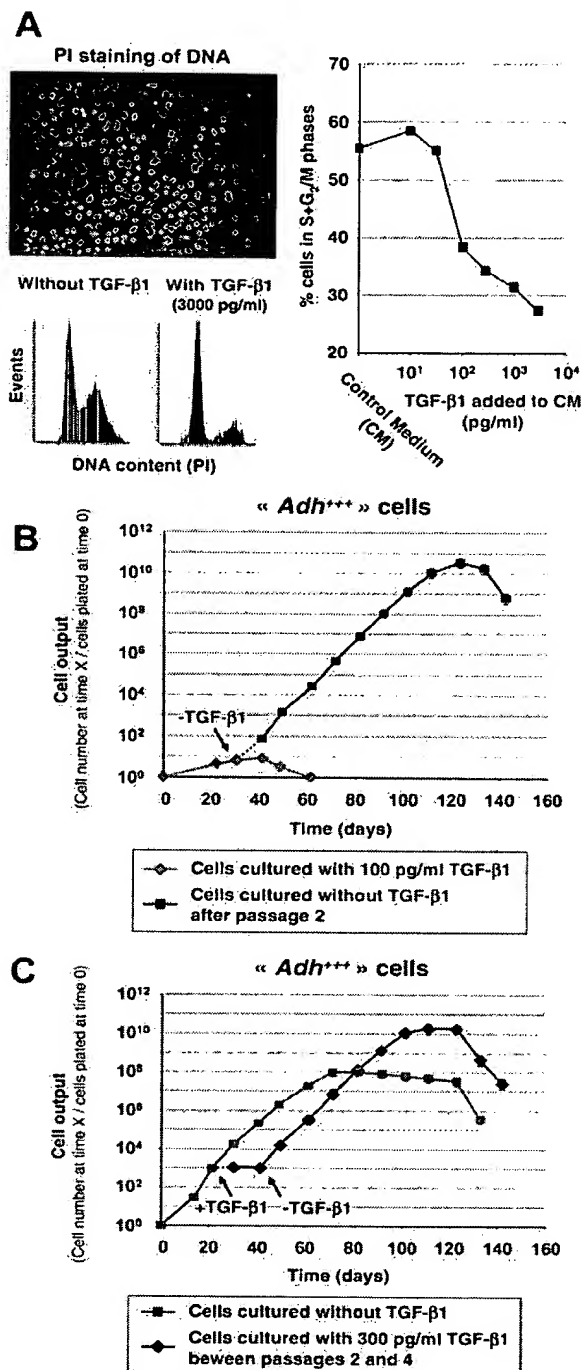 A
PI staining of DNA
Without TGF-β1
With TGF-β1
(3000 pg/ml)
Events
DNA content (PI)
% cells in S+G2/M phases
70
60
50
40
30
20
Control Medium
(CM)
10¹ 10² 10³ 10⁴
TGF-β1 added to CM
(pg/ml)
B
« Adh+++ » cells
Cell output
(Cell number at time X / cells plated at time 0)
10¹²
10¹⁰
10⁸
10⁶
10⁴
10²
10⁰
-TGF-β1
0 20 40 60 80 100 120 140 160
Time (days)
Cells cultured with 100 pg/ml TGF-β1
Cells cultured without TGF-β1
after passage 2
C
« Adh+++ » cells
Cell output
(Cell number at time X / cells plated at time 0)
10¹²
10¹⁰
10⁸
10⁶
10⁴
10²
10⁰
+TGF-β1
-TGF-β1
0 20 40 60 80 100 120 140 160
Time (days)
Cells cultured without TGF-β1
Cells cultured with 300 pg/ml TGF-β1
beween passages 2 and 4